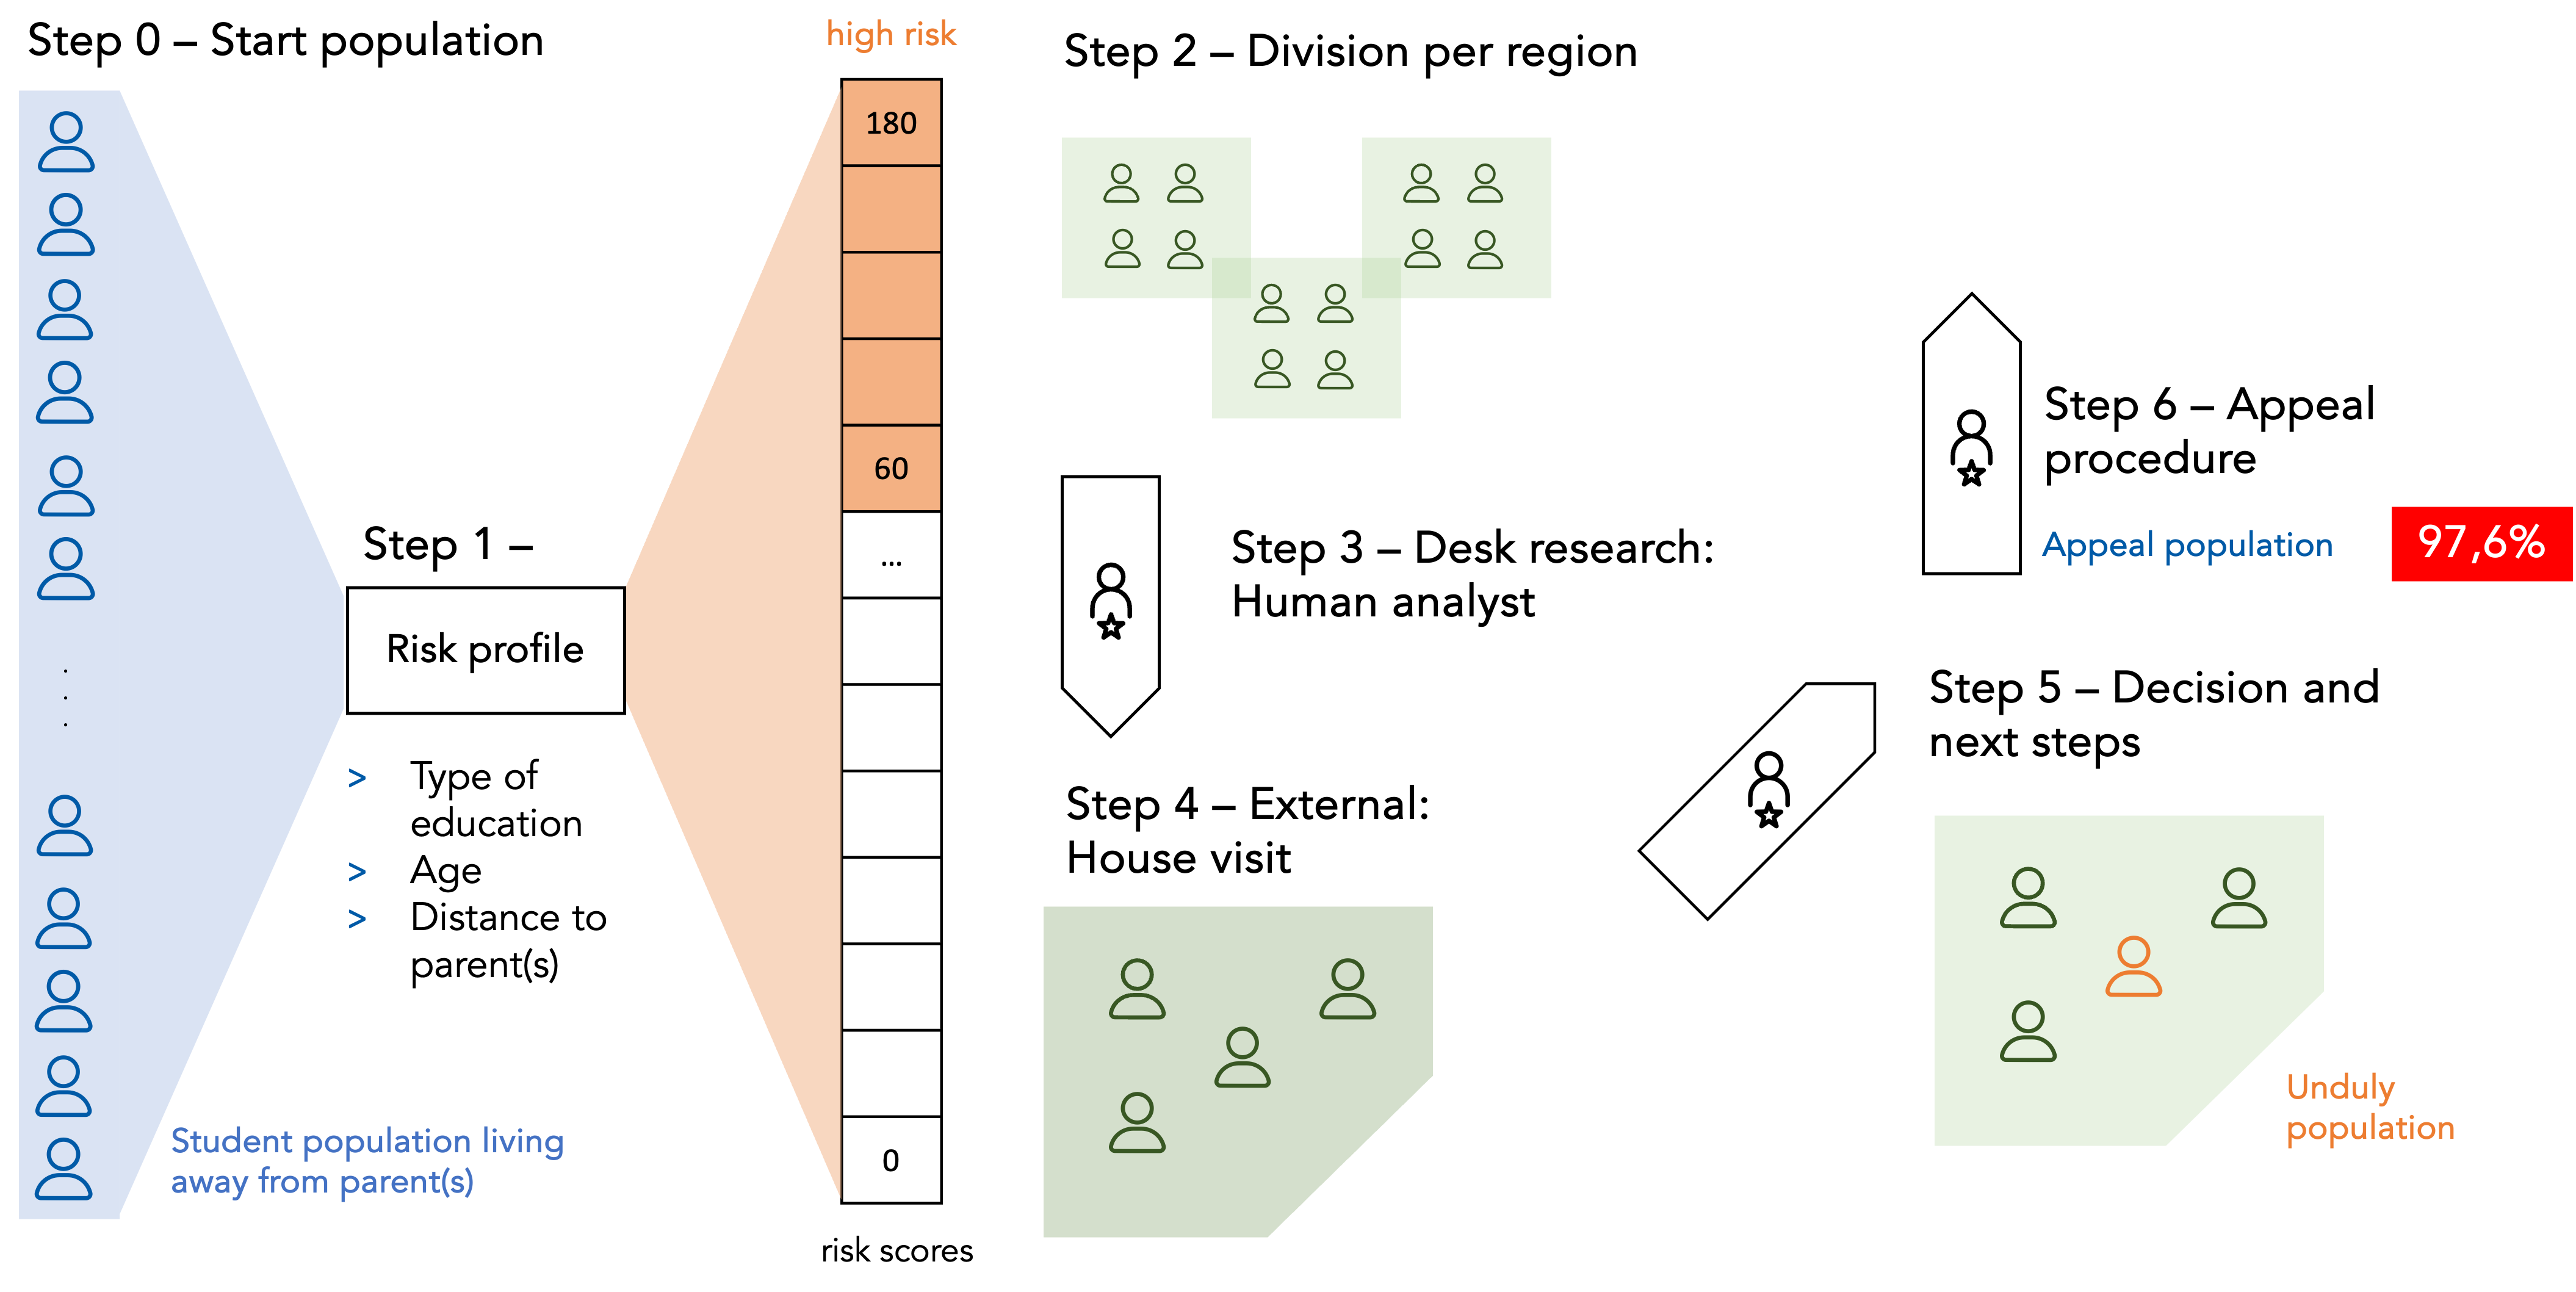 Step 0 – Start population
Student population living
away from parent(s)
Step 1 –
Risk profile
> Type of
education
> Age
> Distance to
parent(s)
high risk
180
60
...
0
risk scores
Step 2 – Division per region
Step 3 – Desk research:
Human analyst
Step 4 – External:
House visit
Step 5 – Decision and
next steps
Unduly
population
Step 6 – Appeal
procedure
Appeal population
97,6%